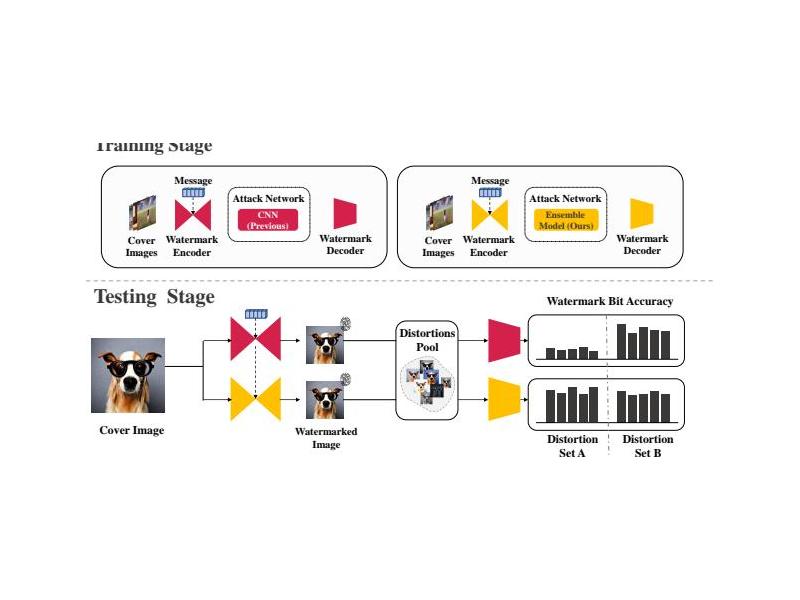 Training Stage
Message
Attack Network
CNN
(Previous)
Cover
Images
Watermark
Encoder
Watermark
Decoder
Message
Attack Network
Ensemble
Model (Ours)
Cover
Images
Watermark
Encoder
Watermark
Decoder
Testing Stage
Watermark Bit Accuracy
Distortions
Pool
Cover Image
Watermarked
Image
Distortion
Set A
Distortion
Set B